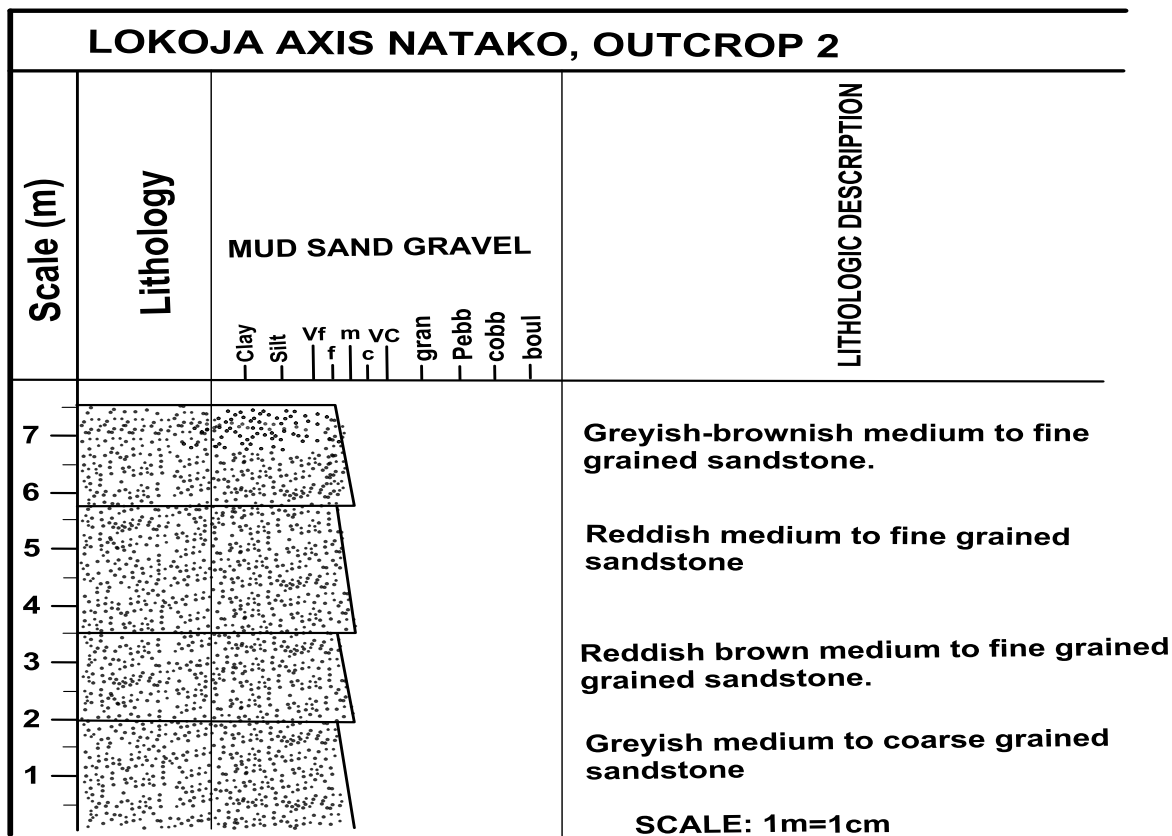 LOKOJA AXIS NATAKO, OUTCROP 2
Scale (m)
Lithology
MUD SAND GRAVEL
Clay
Silt
Vf
f
m
c
VC
gran
Pebb
cobb
boul
LITHOLOGIC DESCRIPTION
7
6
5
4
3
2
1
Greyish-brownish medium to fine
grained sandstone.
Reddish medium to fine grained
sandstone
Reddish brown medium to fine grained
grained sandstone.
Greyish medium to coarse grained
sandstone
SCALE: 1m=1cm